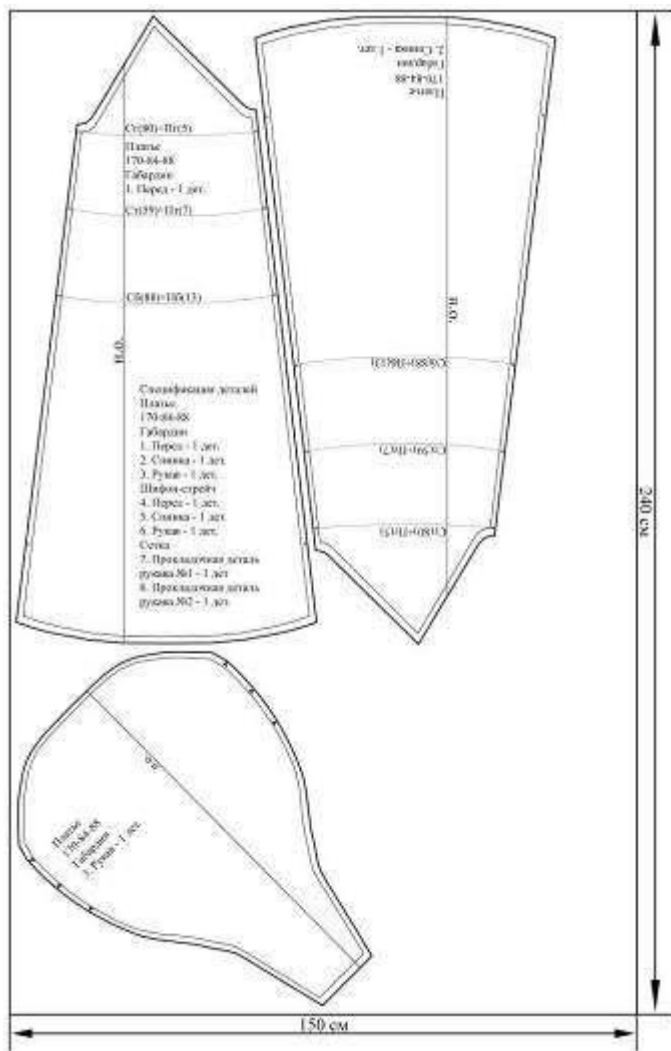 Сг(80)+Пг(5)
Платье
170-84-88
Габардин
1. Перед - 1 дет.
Ст(59)+Пт(7)
Сб(88)+Пб(13)
Н.О.
Спецификация деталей
Платье
170-84-88
Габардин
1. Перед - 1 дет.
2. Спинка - 1 дет.
3. Рукав - 1 дет.
Шифон-стрейч
4. Перед - 1 дет.
5. Спинка - 1 дет.
6. Рукав - 1 дет.
Сетка
7. Прокладочная деталь
рукава №1 - 1 дет
8. Прокладочная деталь
рукава №2 - 1 дет
Платье
170-84-88
Габардин
2. Спинка - 1 дет.
Н.О.
Сб(88)+Пб(13)
Ст(59)+Пт(7)
Сг(80)+Пг(5)
Платье
170-84-88
Габардин
3. Рукав - 1 дет.
Н.О.
240 см
150 см